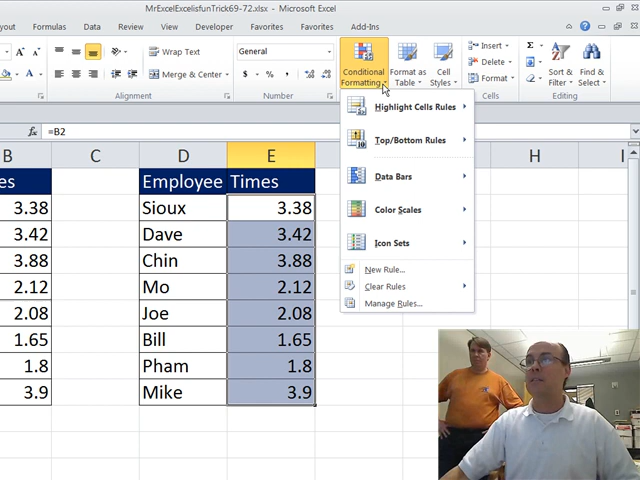 MrExcelExcelisfunTrick69-72.xlsx - Microsoft Excel
Formulas Data Review View Developer Favorites Add-Ins
A A Wrap Text General Conditional Formatting Format as Table Cell Styles Insert Σ Sort & Filter Find & Select
A Merge & Center $ % , .0 .00 .00 .0 Delete
Format
Alignment Number Cells Editing
Highlight Cells Rules
Top/Bottom Rules
Data Bars
Color Scales
Icon Sets
New Rule...
Clear Rules
Manage Rules...
fx =B2
B C D E H I
es Employee Times
3.38 Sioux 3.38
3.42 Dave 3.42
3.88 Chin 3.88
2.12 Mo 2.12
2.08 Joe 2.08
1.65 Bill 1.65
1.8 Pham 1.8
3.9 Mike 3.9